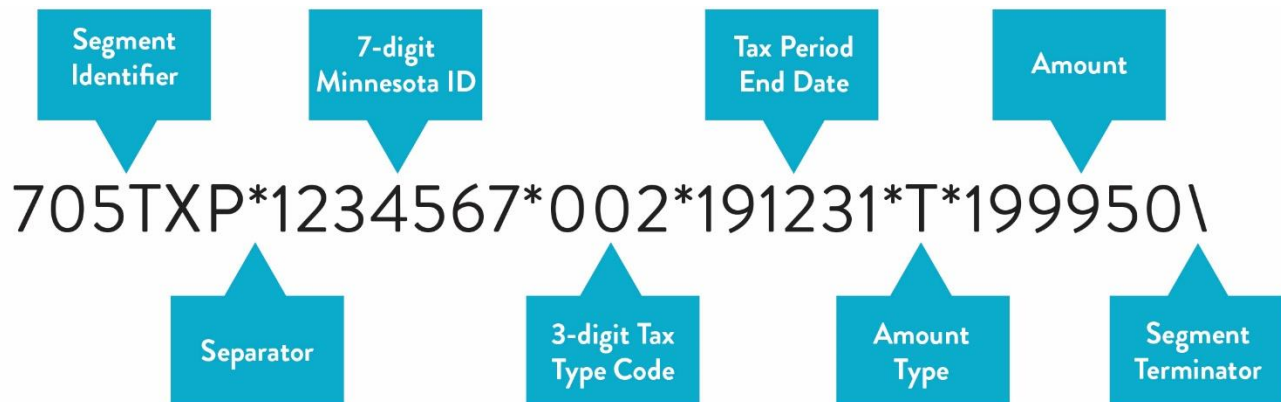 Segment
Identifier
7-digit
Minnesota ID
Tax Period
End Date
Amount
705TXP*1234567*002*191231*T*199950\
Separator
3-digit Tax
Type Code
Amount
Type
Segment
Terminator